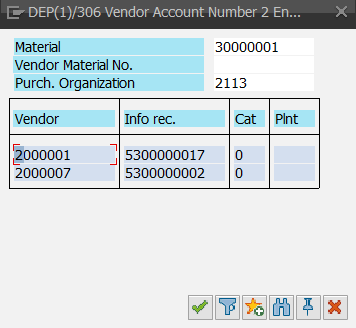 DEP(1)/306 Vendor Account Number 2 En...
Material 30000001
Vendor Material No.
Purch. Organization 2113
Vendor Info rec. Cat Plnt
2000001 5300000017 0
2000007 5300000002 0